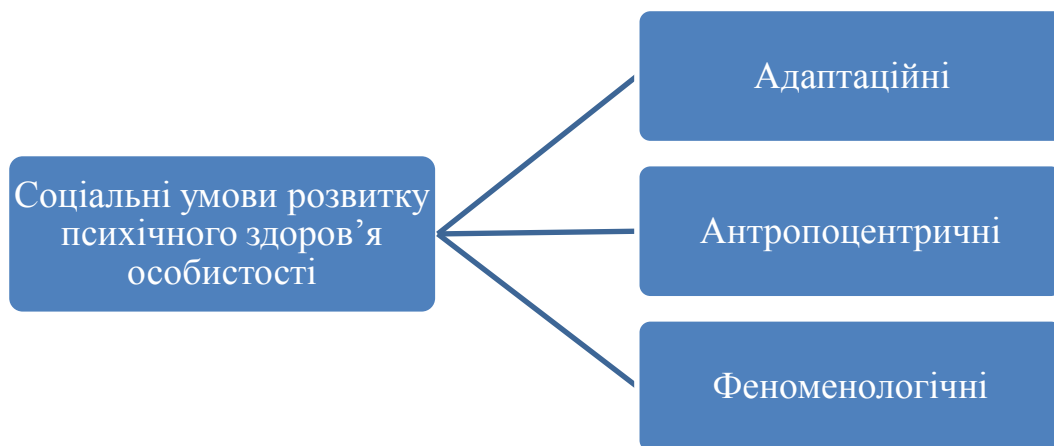 Соціальні умови розвитку
психічного здоров’я
особистості
Адаптаційні
Антропоцентричні
Феноменологічні